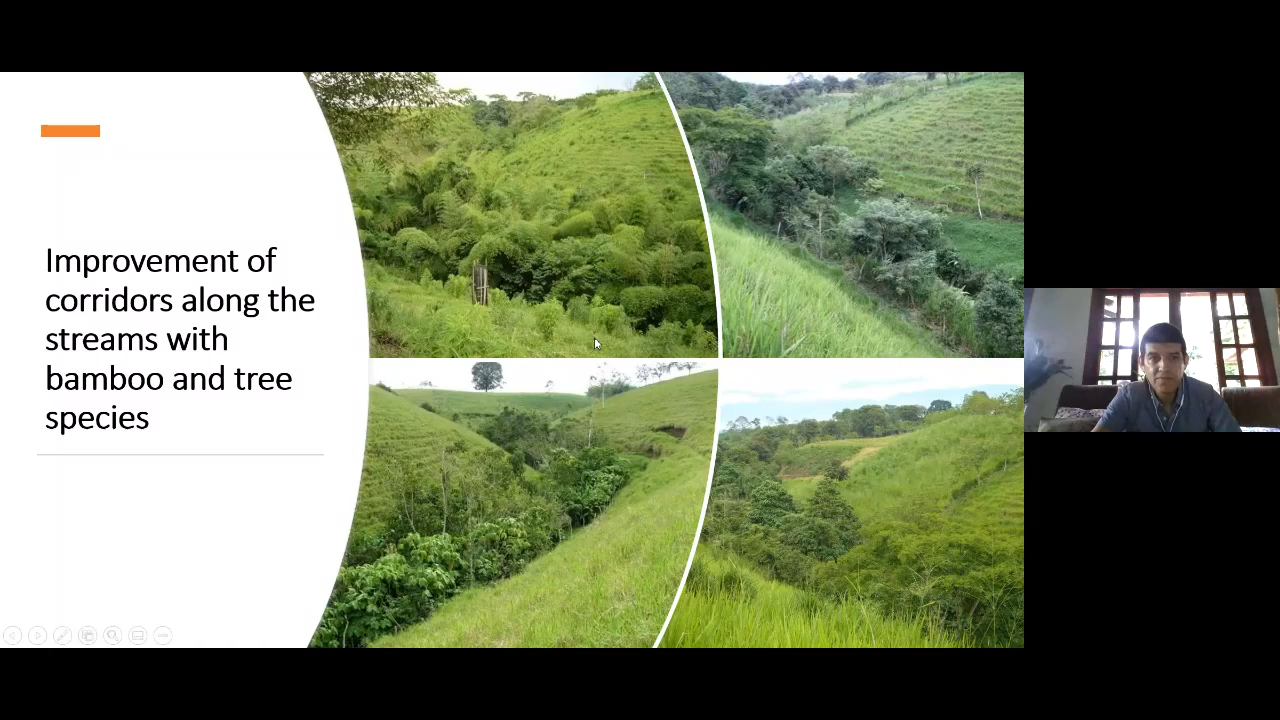 Improvement of
corridors along the
streams with
bamboo and tree
species